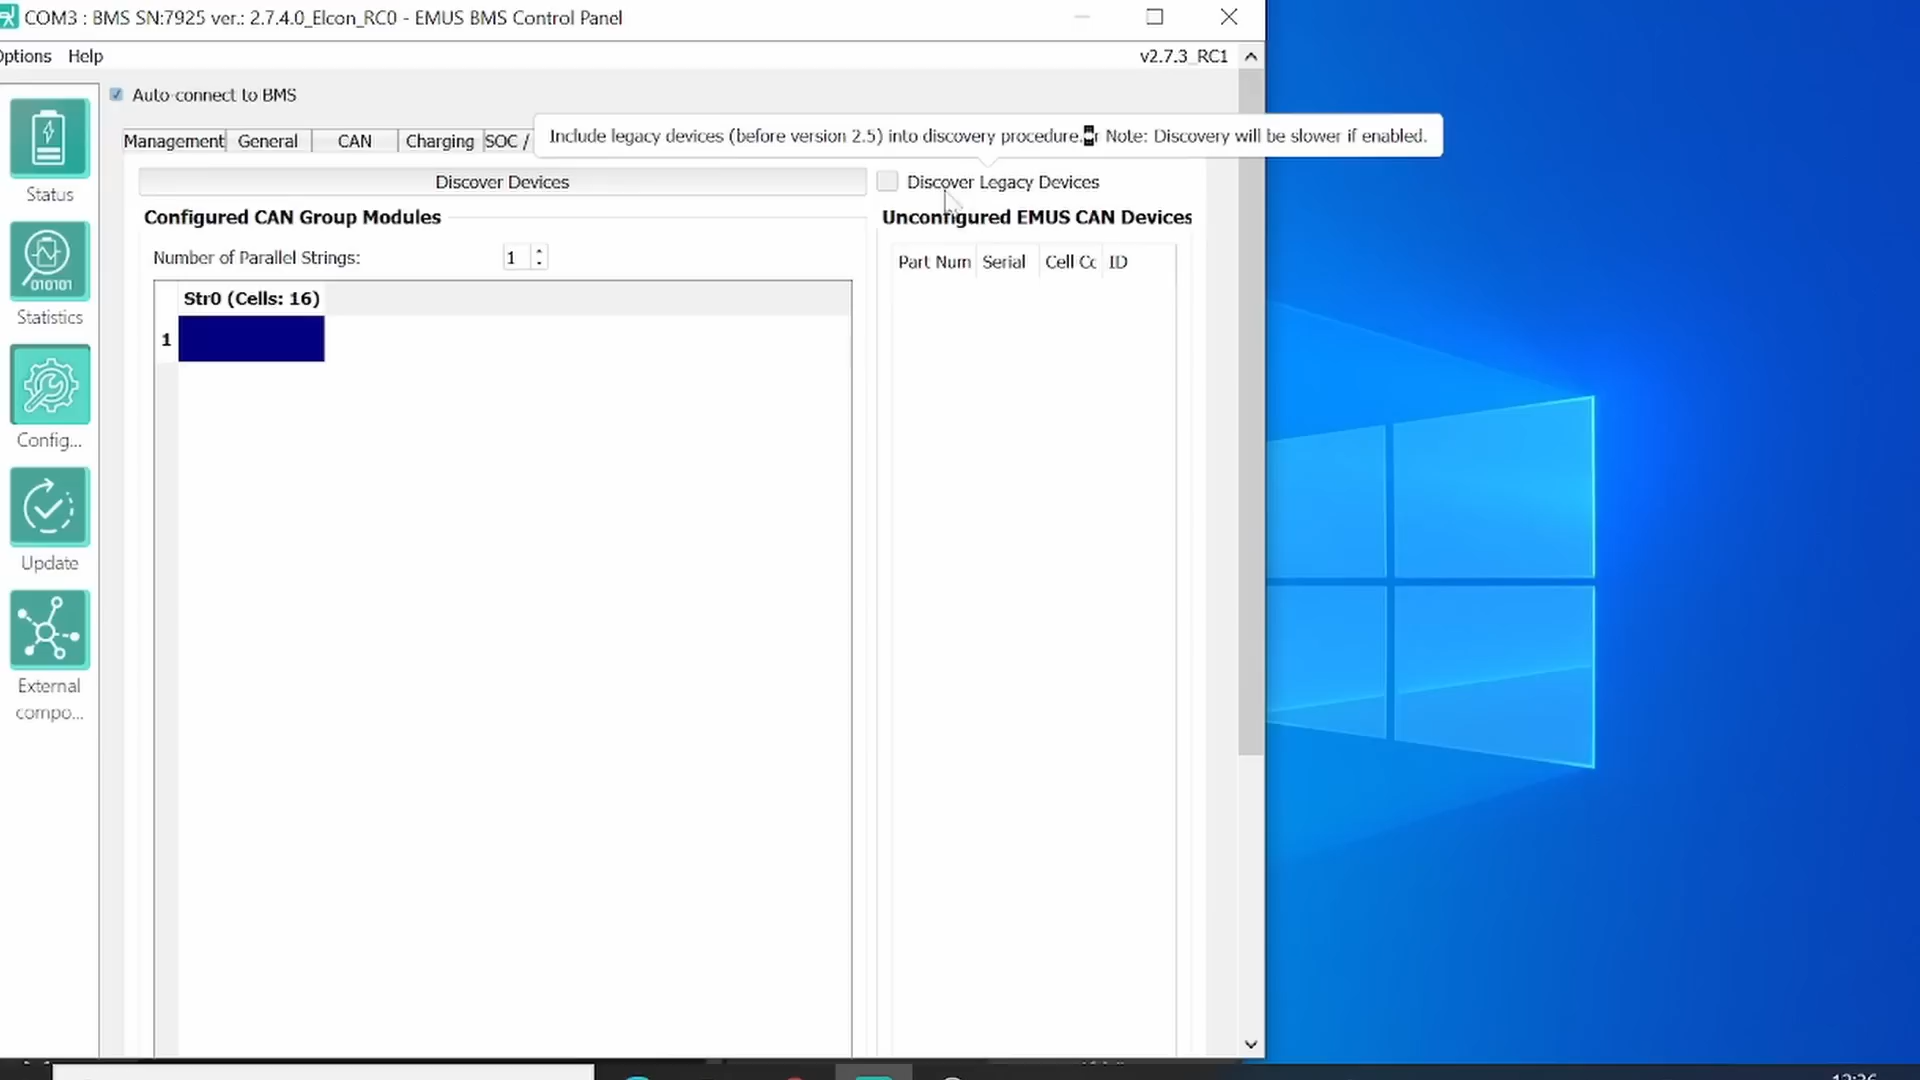 COM3 : BMS SN:7925 ver.: 2.7.4.0_Elcon_RC0 - EMUS BMS Control Panel
Options Help
v2.7.3_RC1
Auto-connect to BMS
Include legacy devices (before version 2.5) into discovery procedure. Note: Discovery will be slower if enabled.
Management General CAN Charging SOC /
Discover Devices
Discover Legacy Devices
Configured CAN Group Modules
Unconfigured EMUS CAN Devices
Number of Parallel Strings: 1
Part Num Serial Cell Cc ID
Str0 (Cells: 16)
1
Status
010101
Statistics
Config...
Update
External
compo...